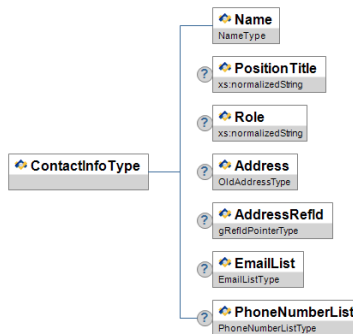 Name
NameType
?
PositionTitle
xs:normalizedString
?
Role
xs:normalizedString
ContactInfoType
?
Address
OldAddressType
?
AddressRefId
gRefIdPointerType
?
EmailList
EmailListType
?
PhoneNumberList
PhoneNumberListType